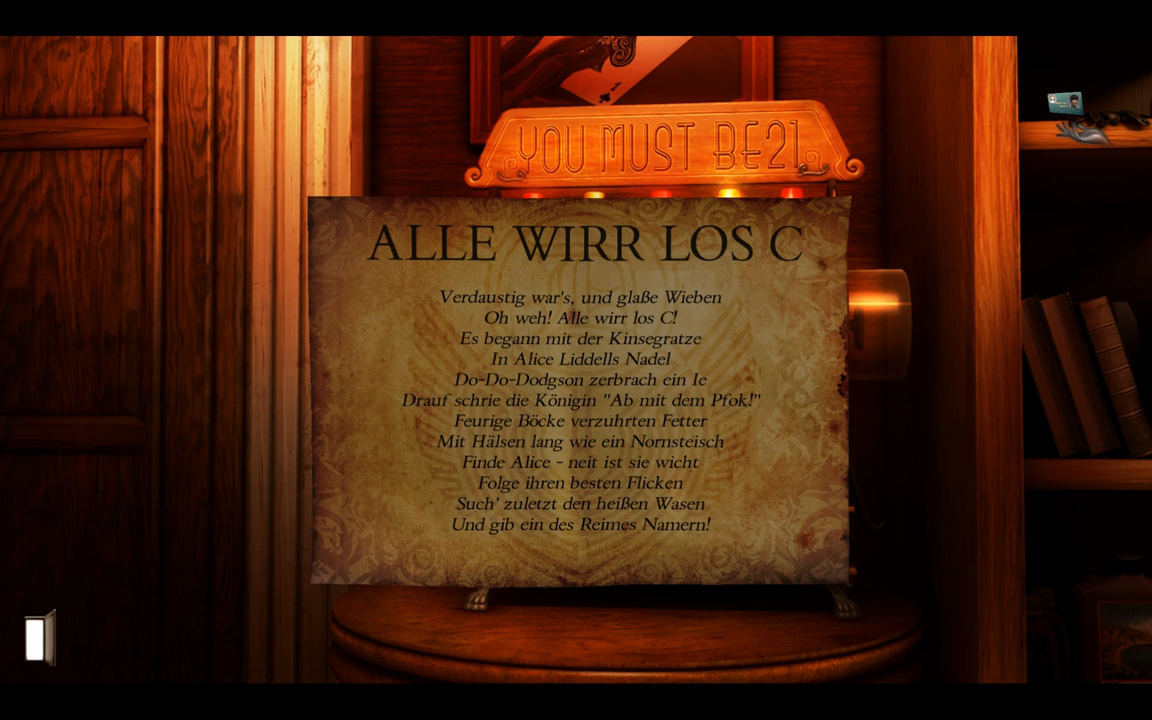 YOU MUST BE 21
ALLE WIRR LOS C
Verdaustig war's, und glaße Wieben
Oh weh! Alle wirr los C!
Es begann mit der Kinsegratze
In Alice Liddells Nadel
Do-Do-Dodgson zerbrach ein Ie
Drauf schrie die Königin "Ab mit dem Pfok!"
Feurige Böcke verzuhrten Fetter
Mit Hälsen lang wie ein Nornsteisch
Finde Alice - neit ist sie wicht
Folge ihren besten Flicken
Such' zuletzt den heißen Wasen
Und gib ein des Reimes Namern!